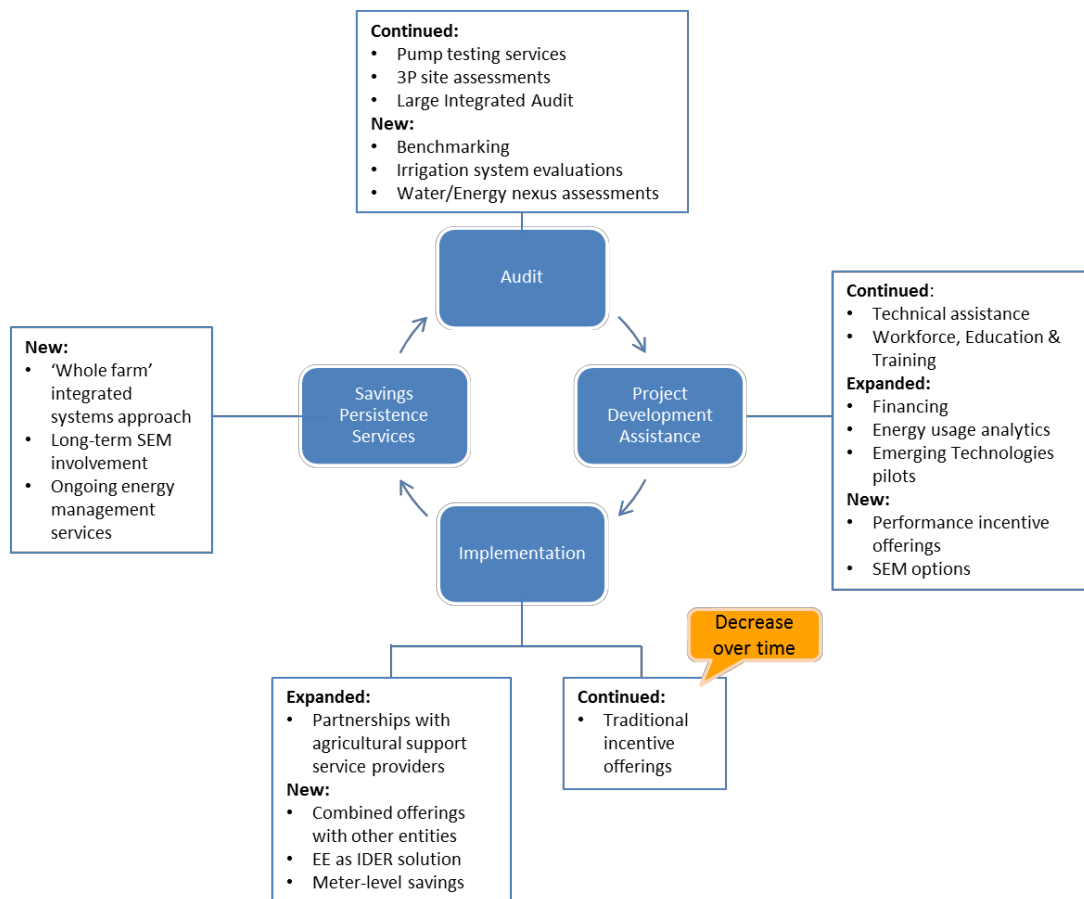 Continued:
• Pump testing services
• 3P site assessments
• Large Integrated Audit
New:
• Benchmarking
• Irrigation system evaluations
• Water/Energy nexus assessments
Audit
Continued:
• Technical assistance
• Workforce, Education &
Training
Expanded:
• Financing
• Energy usage analytics
• Emerging Technologies
pilots
New:
• Performance incentive
offerings
• SEM options
New:
• ‘Whole farm’
integrated
systems approach
• Long-term SEM
involvement
• Ongoing energy
management
services
Savings
Persistence
Services
Project
Development
Assistance
Implementation
Decrease
over time
Expanded:
• Partnerships with
agricultural support
service providers
New:
• Combined offerings
with other entities
• EE as IDER solution
• Meter-level savings
Continued:
• Traditional
incentive
offerings